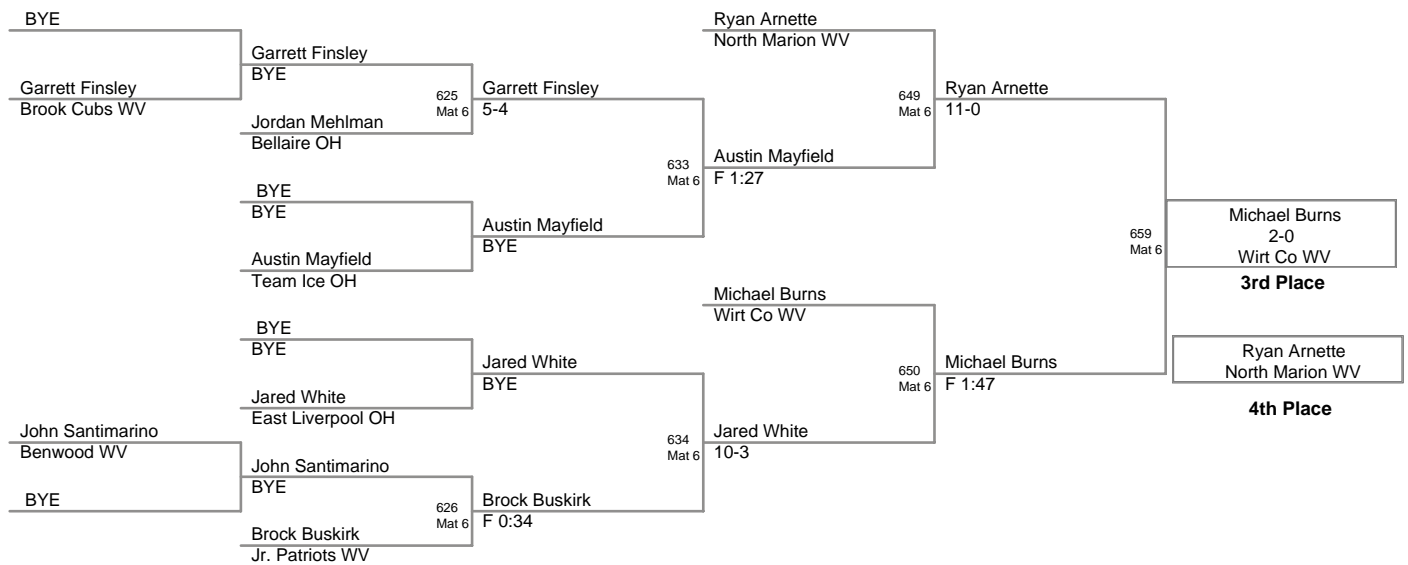 BYE
Garrett Finsley
Brook Cubs WV
Garrett Finsley
BYE
Jordan Mehlman
Bellaire OH
625
Mat 6
Garrett Finsley
5-4
BYE
BYE
Austin Mayfield
Team Ice OH
Austin Mayfield
BYE
633
Mat 6
Ryan Arnette
North Marion WV
Austin Mayfield
F 1:27
649
Mat 6
Ryan Arnette
11-0
BYE
BYE
Jared White
East Liverpool OH
Jared White
BYE
John Santimarino
Benwood WV
BYE
John Santimarino
BYE
Brock Buskirk
Jr. Patriots WV
626
Mat 6
Brock Buskirk
F 0:34
634
Mat 6
Michael Burns
Wirt Co WV
Jared White
10-3
650
Mat 6
Michael Burns
F 1:47
659
Mat 6
Michael Burns
2-0
Wirt Co WV
3rd Place
Ryan Arnette
North Marion WV
4th Place